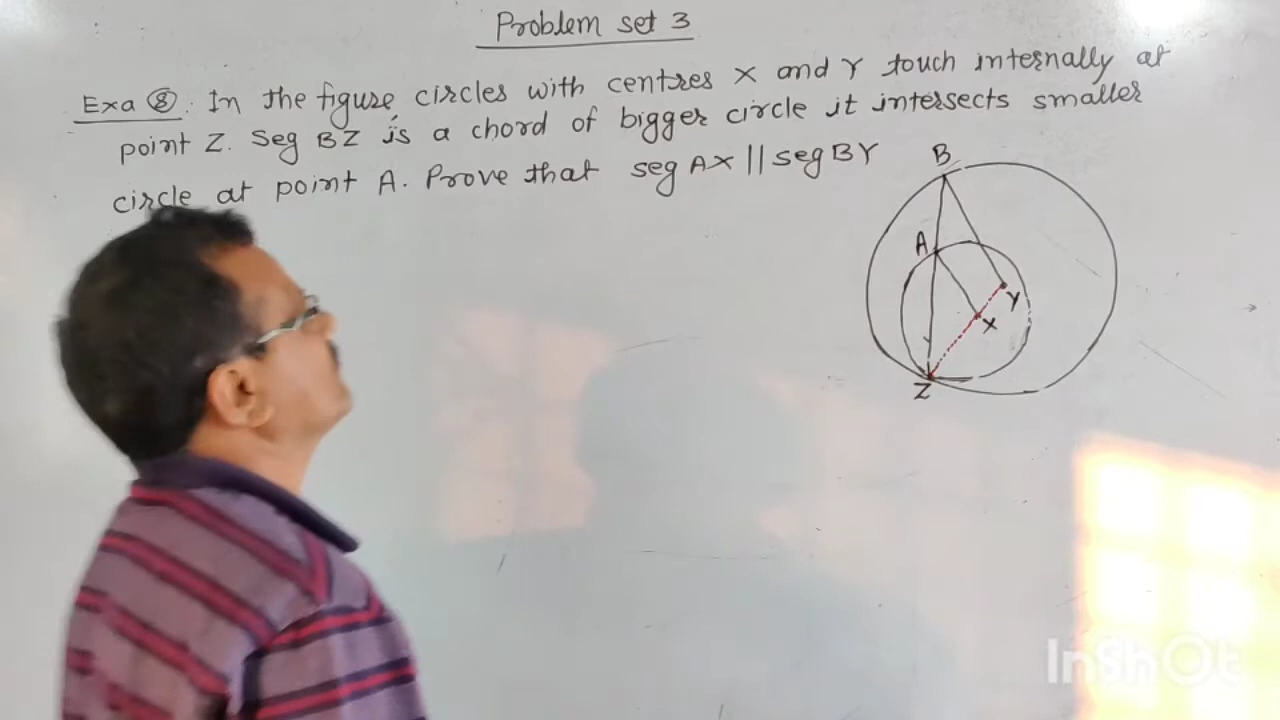 Problem set 3
Exa ⑧. In the figure, circles with centres X and Y touch internally at
point Z. Seg BZ is a chord of bigger circle it intersects smaller
circle at point A. Prove that seg AX || seg BY
B
A
Y
X
Z
InShOt